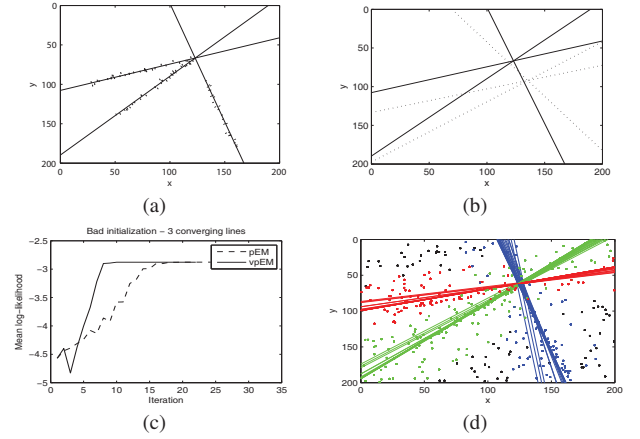 0
50
100
150
200
y
0
50
100
150
200
x
(a)
0
50
100
150
200
y
0
50
100
150
200
x
(b)
Bad initialization − 3 converging lines
−2.5
−3
−3.5
−4
−4.5
−5
Mean log−likelihood
pEM
vpEM
0
5
10
15
20
25
30
35
Iteration
(c)
0
50
100
150
200
y
0
50
100
150
200
x
(d)